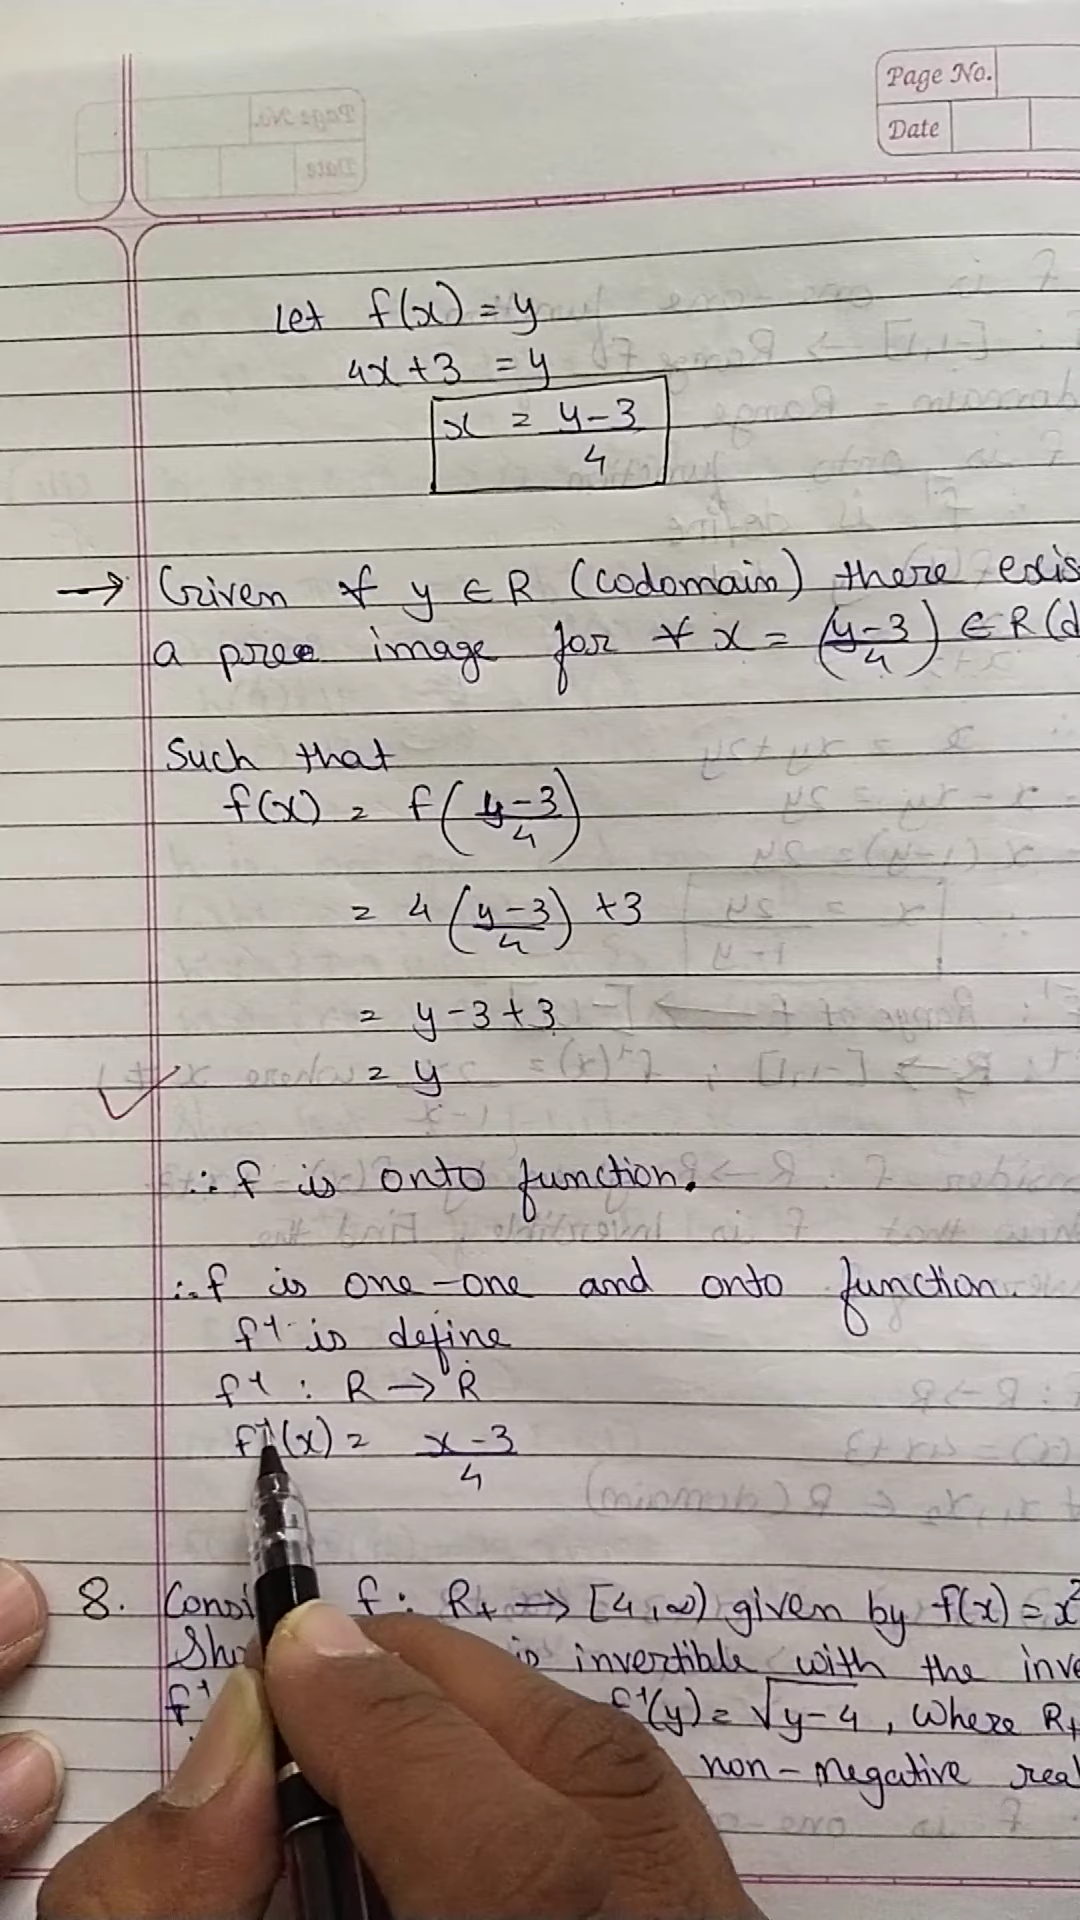 Page No.
Date
Let f(x) = y
4x+3 = y
x = y-3
4
→ Given ∀ y ∈ R (codomain) there exis
a pree image for ∀ x = (y-3/4) ∈ R (d
Such that
f(x) = f(y-3/4)
= 4(y-3/4) +3
= y-3+3
= y
∴ f is onto function.
∴ f is one-one and onto function.
f⁻¹ is define
f⁻¹ : R → R
f⁻¹(x) = x-3
4
8. Consi f : R₊ → [4,∞) given by f(x) = x²
Sho is invertible with the inve
f⁻¹ f⁻¹(y) = √y-4, Where R₊
non-negative real